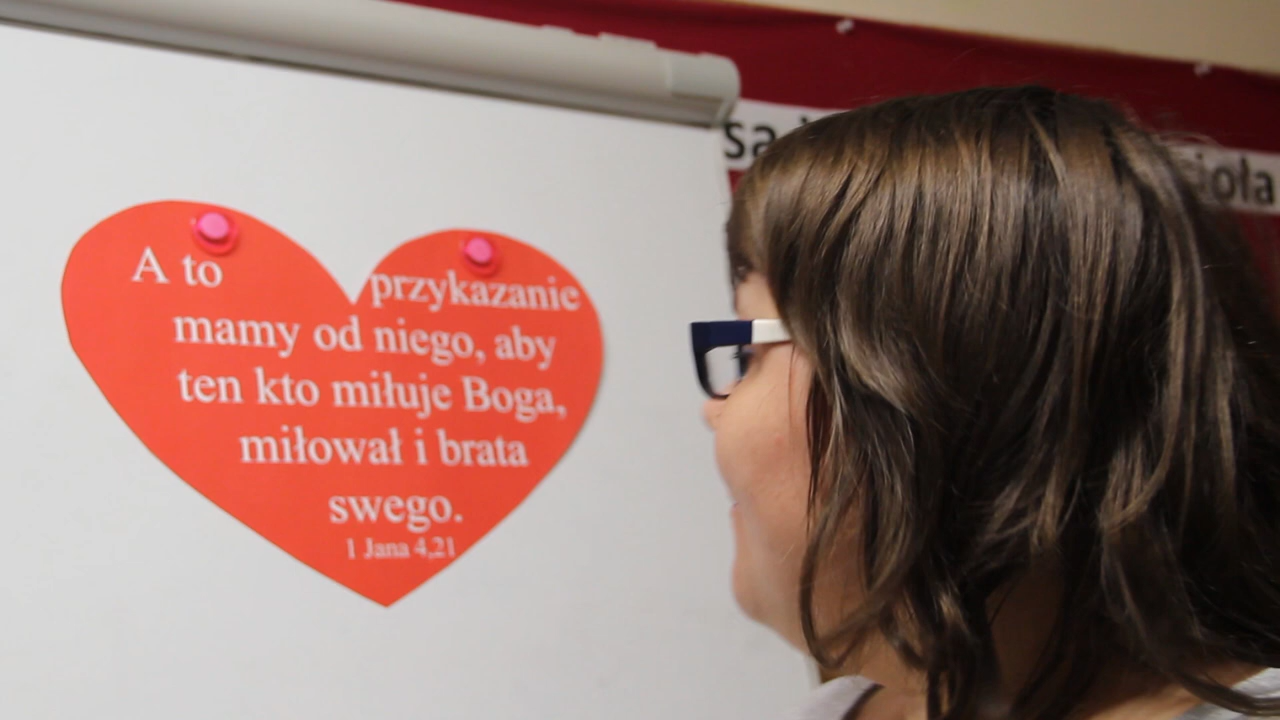 A to przykazanie
mamy od niego, aby
ten kto miłuje Boga,
miłował i brata
swego.
1 Jana 4,21